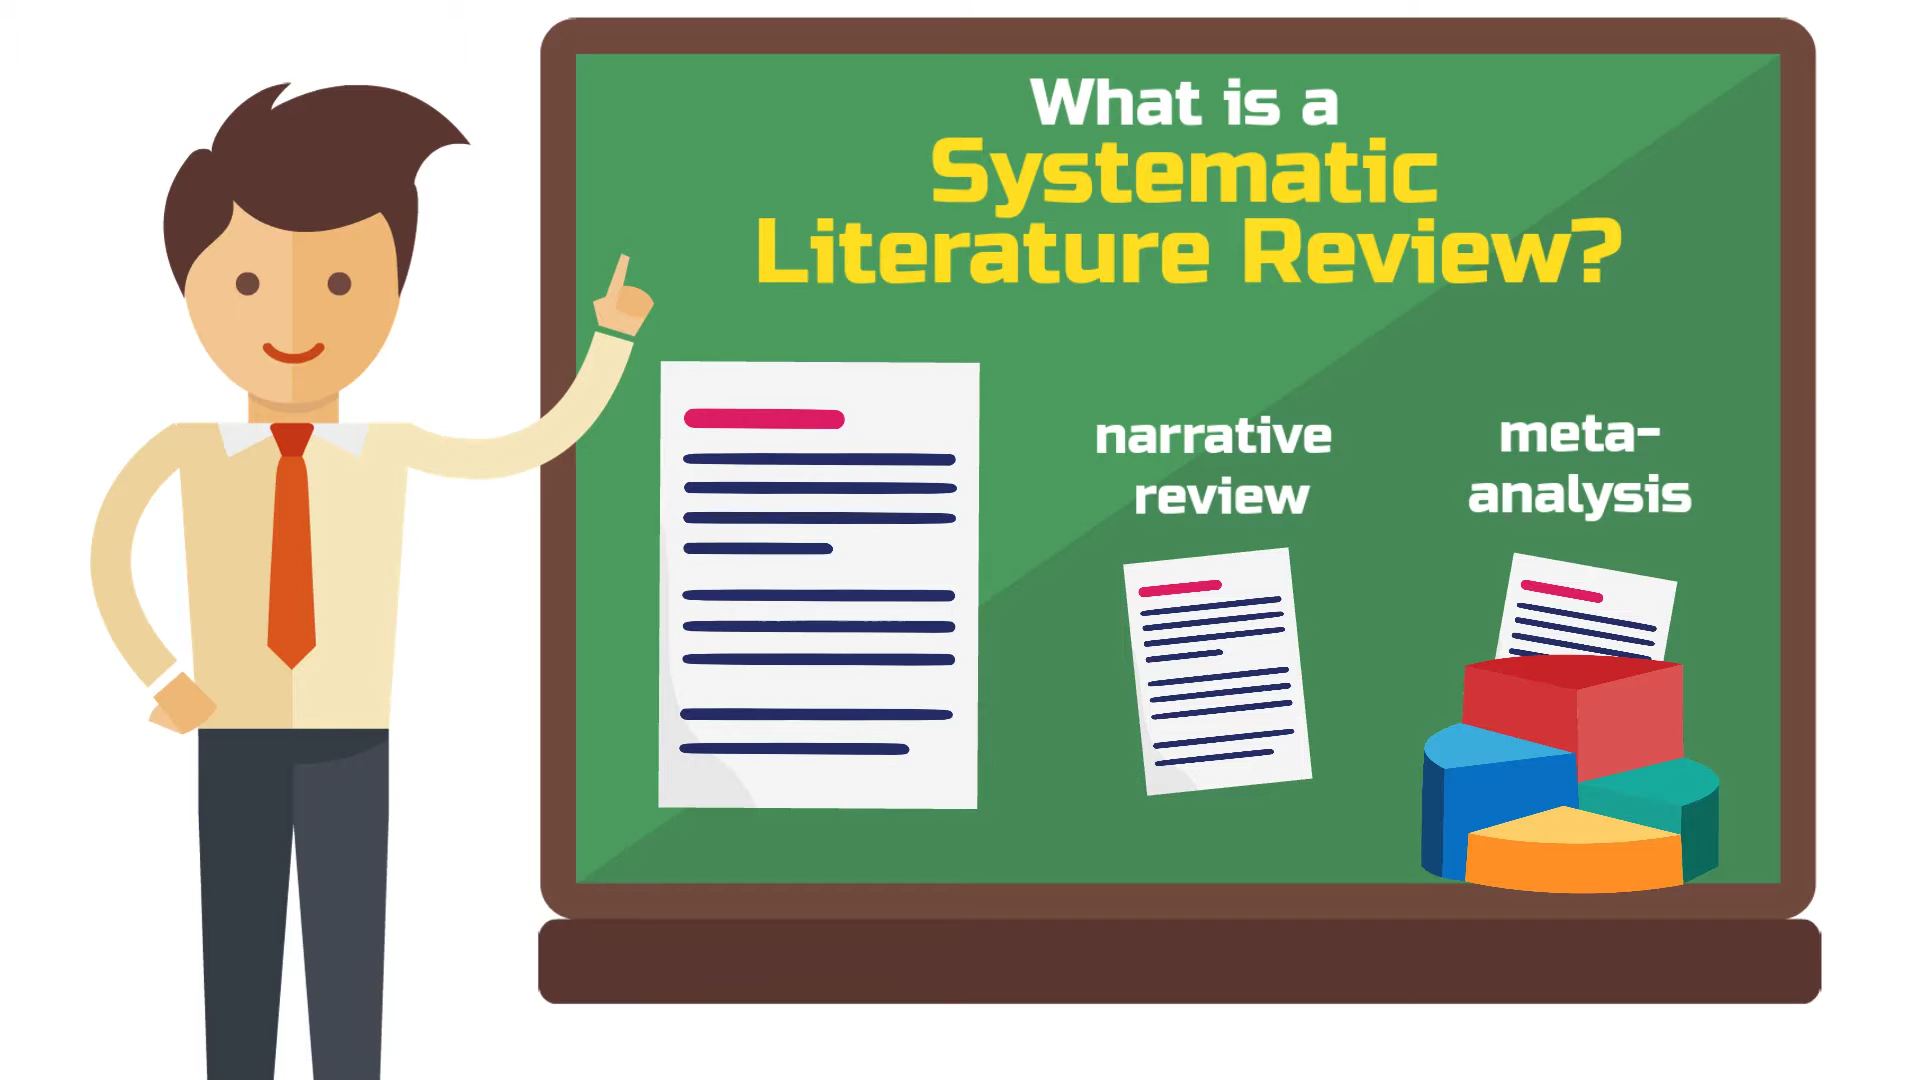 What is a
Systematic
Literature Review?
narrative
review
meta-
analysis